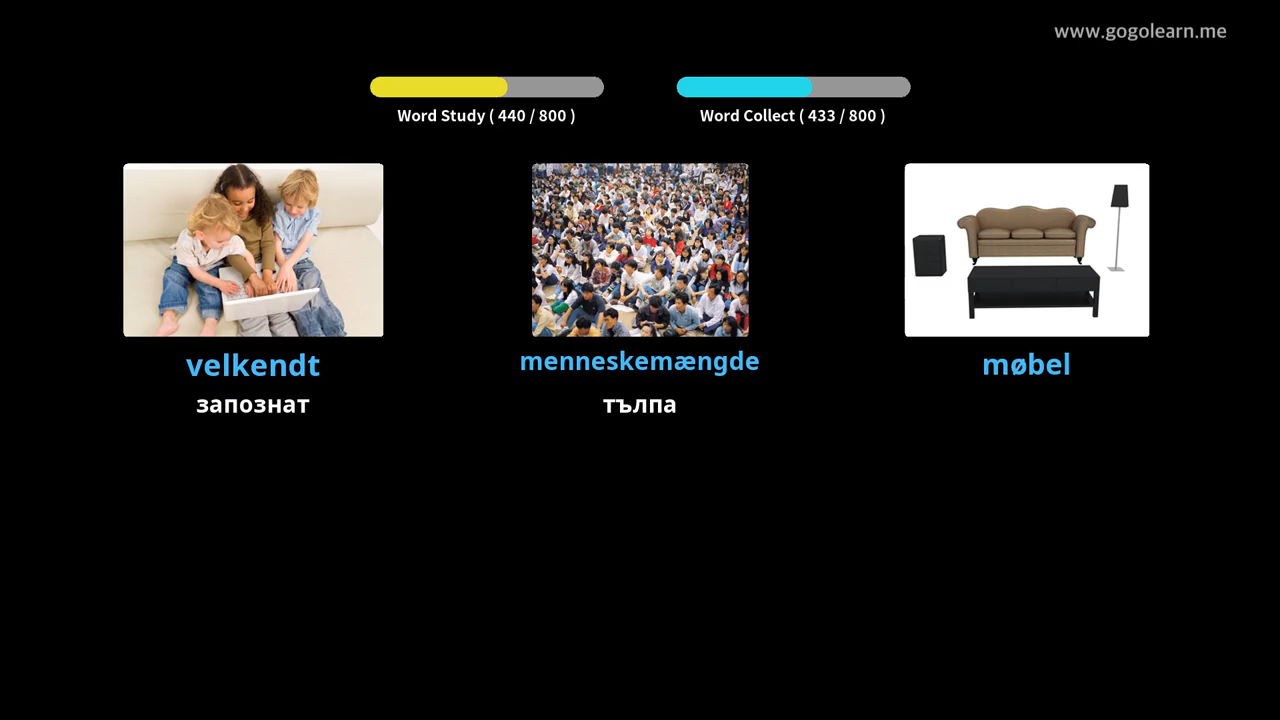 www.gogolearn.me
Word Study ( 440 / 800 )
Word Collect ( 433 / 800 )
velkendt
menneskemængde
møbel
запознат
тълпа